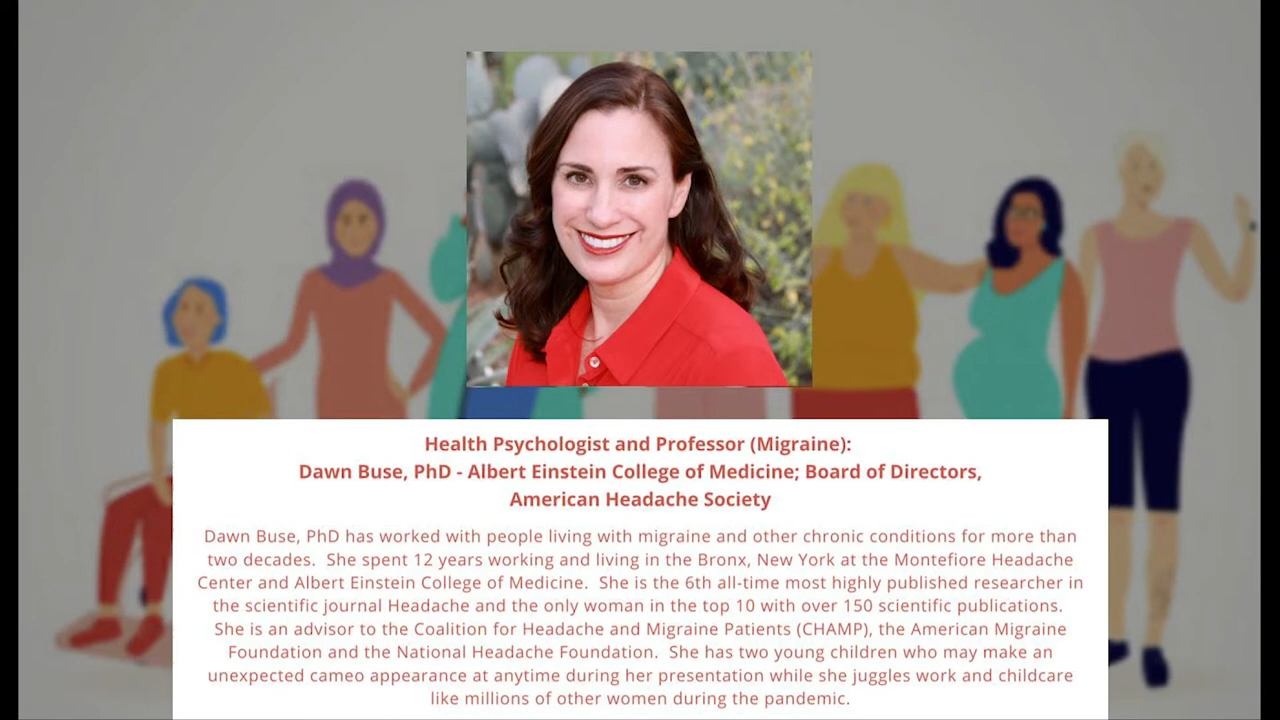 Health Psychologist and Professor (Migraine):
Dawn Buse, PhD - Albert Einstein College of Medicine; Board of Directors,
American Headache Society
Dawn Buse, PhD has worked with people living with migraine and other chronic conditions for more than
two decades.  She spent 12 years working and living in the Bronx, New York at the Montefiore Headache
Center and Albert Einstein College of Medicine.  She is the 6th all-time most highly published researcher in
the scientific journal Headache and the only woman in the top 10 with over 150 scientific publications.
She is an advisor to the Coalition for Headache and Migraine Patients (CHAMP), the American Migraine
Foundation and the National Headache Foundation.  She has two young children who may make an
unexpected cameo appearance at anytime during her presentation while she juggles work and childcare
like millions of other women during the pandemic.